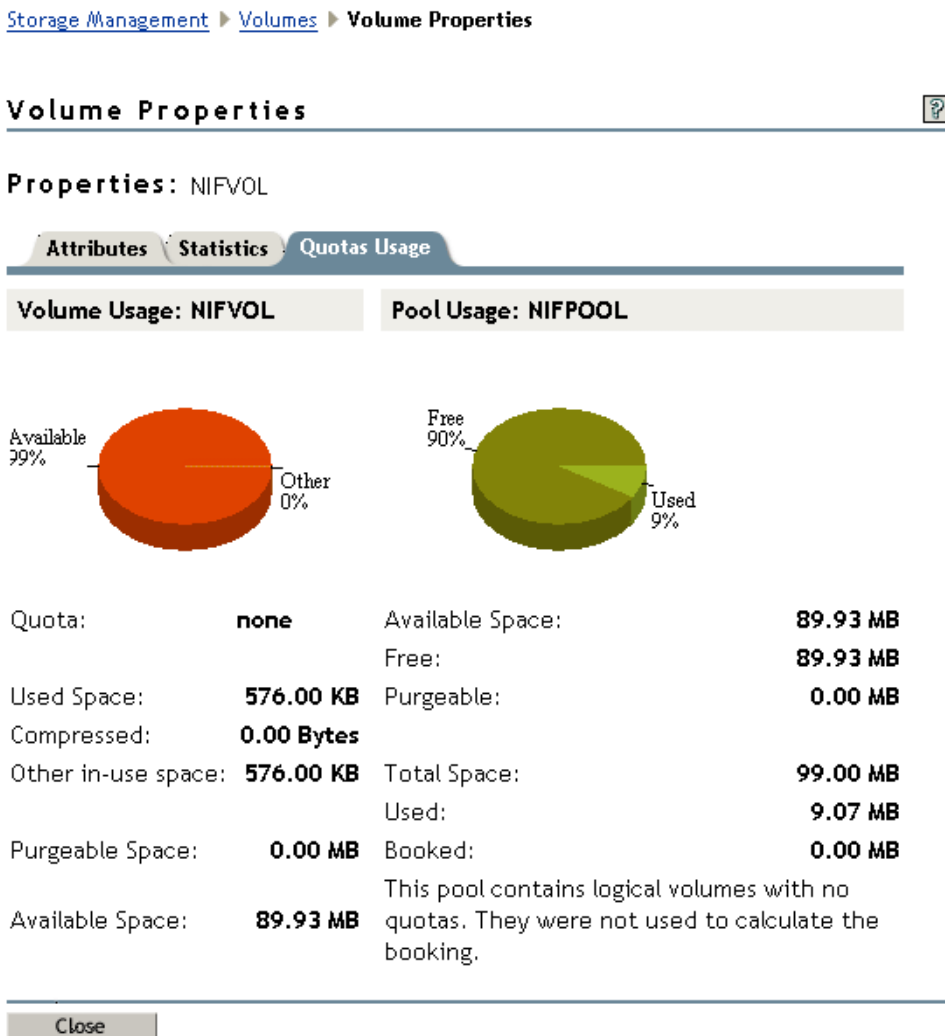 Storage Management Volumes Volume Properties
Volume Properties
?
Properties: NIFVOL
Attributes Statistics Quotas Usage
Volume Usage: NIFVOL
Available
99%
Other
0%
Quota: none
Used Space: 576.00 KB
Compressed: 0.00 Bytes
Other in-use space: 576.00 KB
Purgeable Space: 0.00 MB
Available Space: 89.93 MB
Pool Usage: NIFPOOL
Free
90%
Used
9%
Available Space: 89.93 MB
Free: 89.93 MB
Purgeable: 0.00 MB
Total Space: 99.00 MB
Used: 9.07 MB
Booked: 0.00 MB
This pool contains logical volumes with no
quotas. They were not used to calculate the
booking.
Close